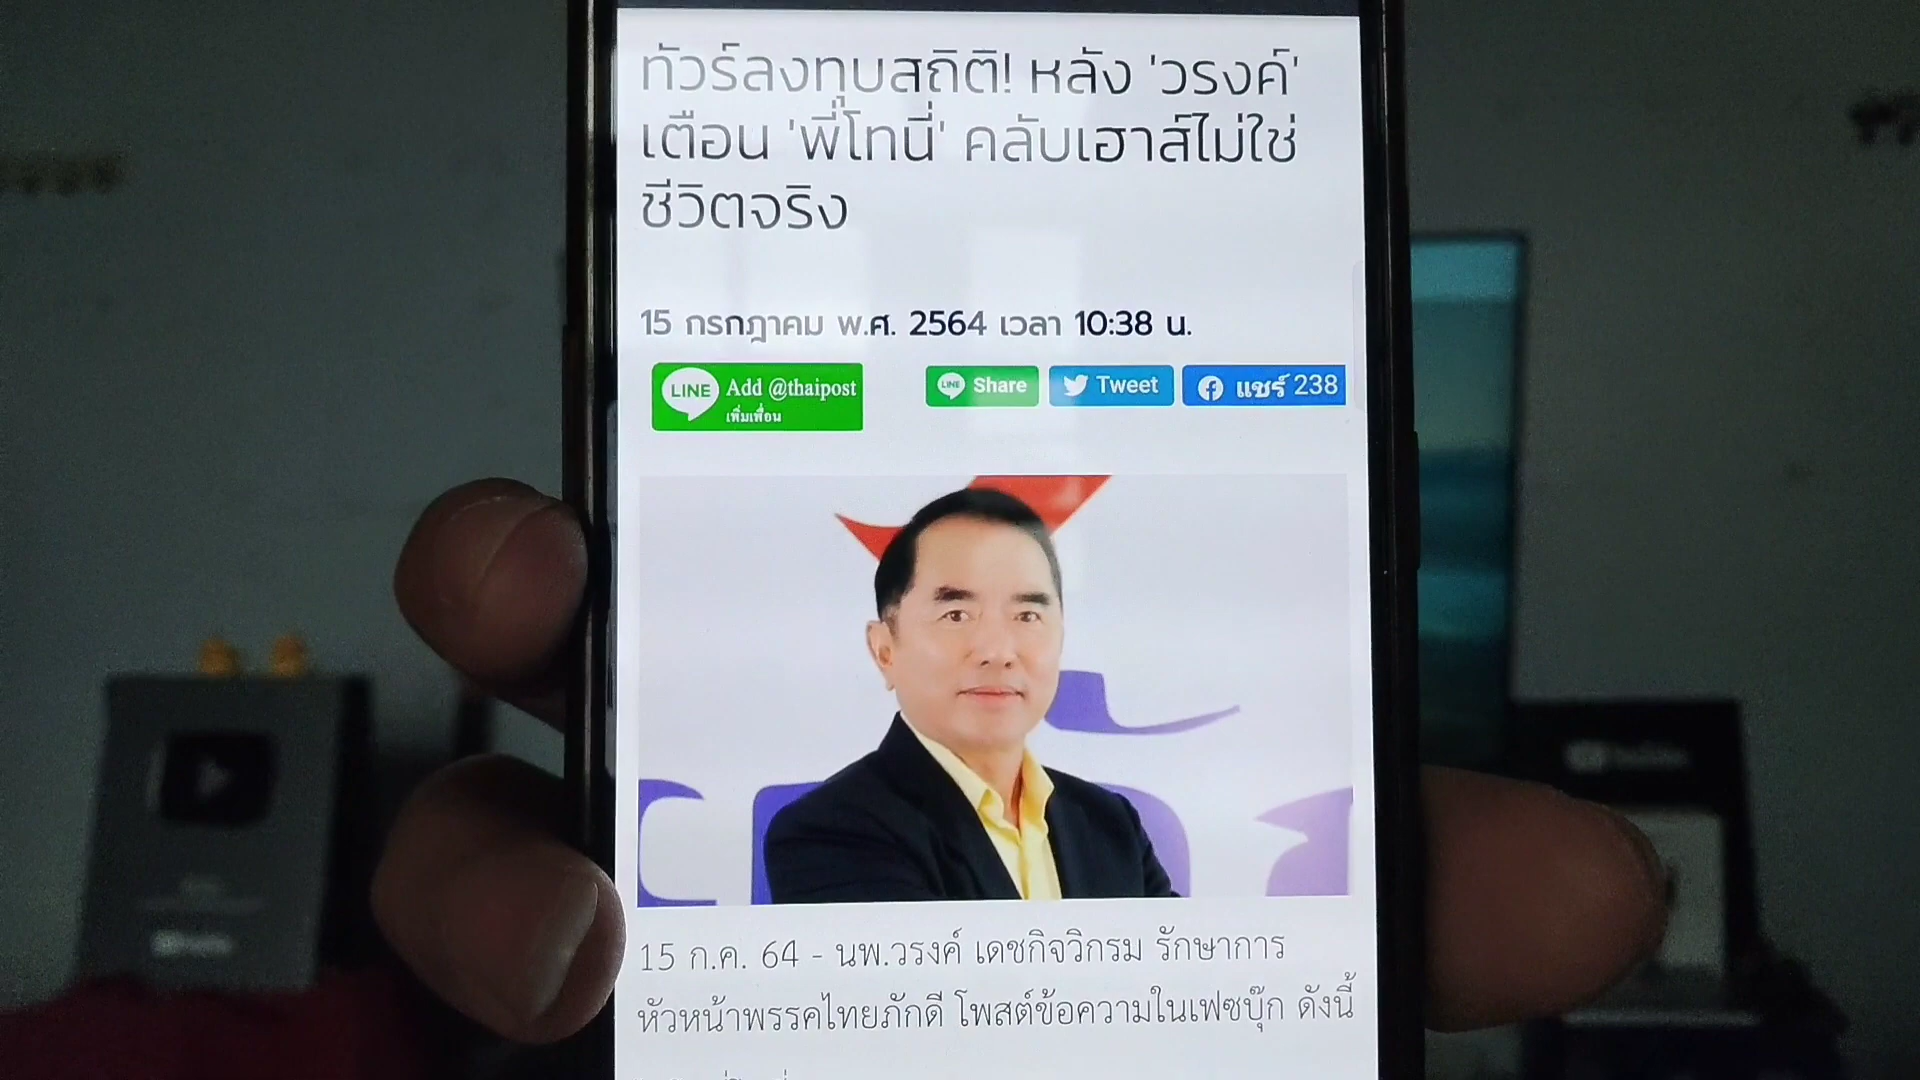 ทัวร์ลงทุบสถิติ! หลัง 'วรงค์'
เตือน 'พี่โทนี่' คลับเฮาส์ไม่ใช่
ชีวิตจริง
15 กรกฎาคม พ.ศ. 2564 เวลา 10:38 น.
LINE Add @thaipost
เพิ่มเพื่อน
LINE Share
Tweet
แชร์ 238
15 ก.ค. 64 - นพ.วรงค์ เดชกิจวิกรม รักษาการ
หัวหน้าพรรคไทยภักดี โพสต์ข้อความในเฟซบุ๊ก ดังนี้